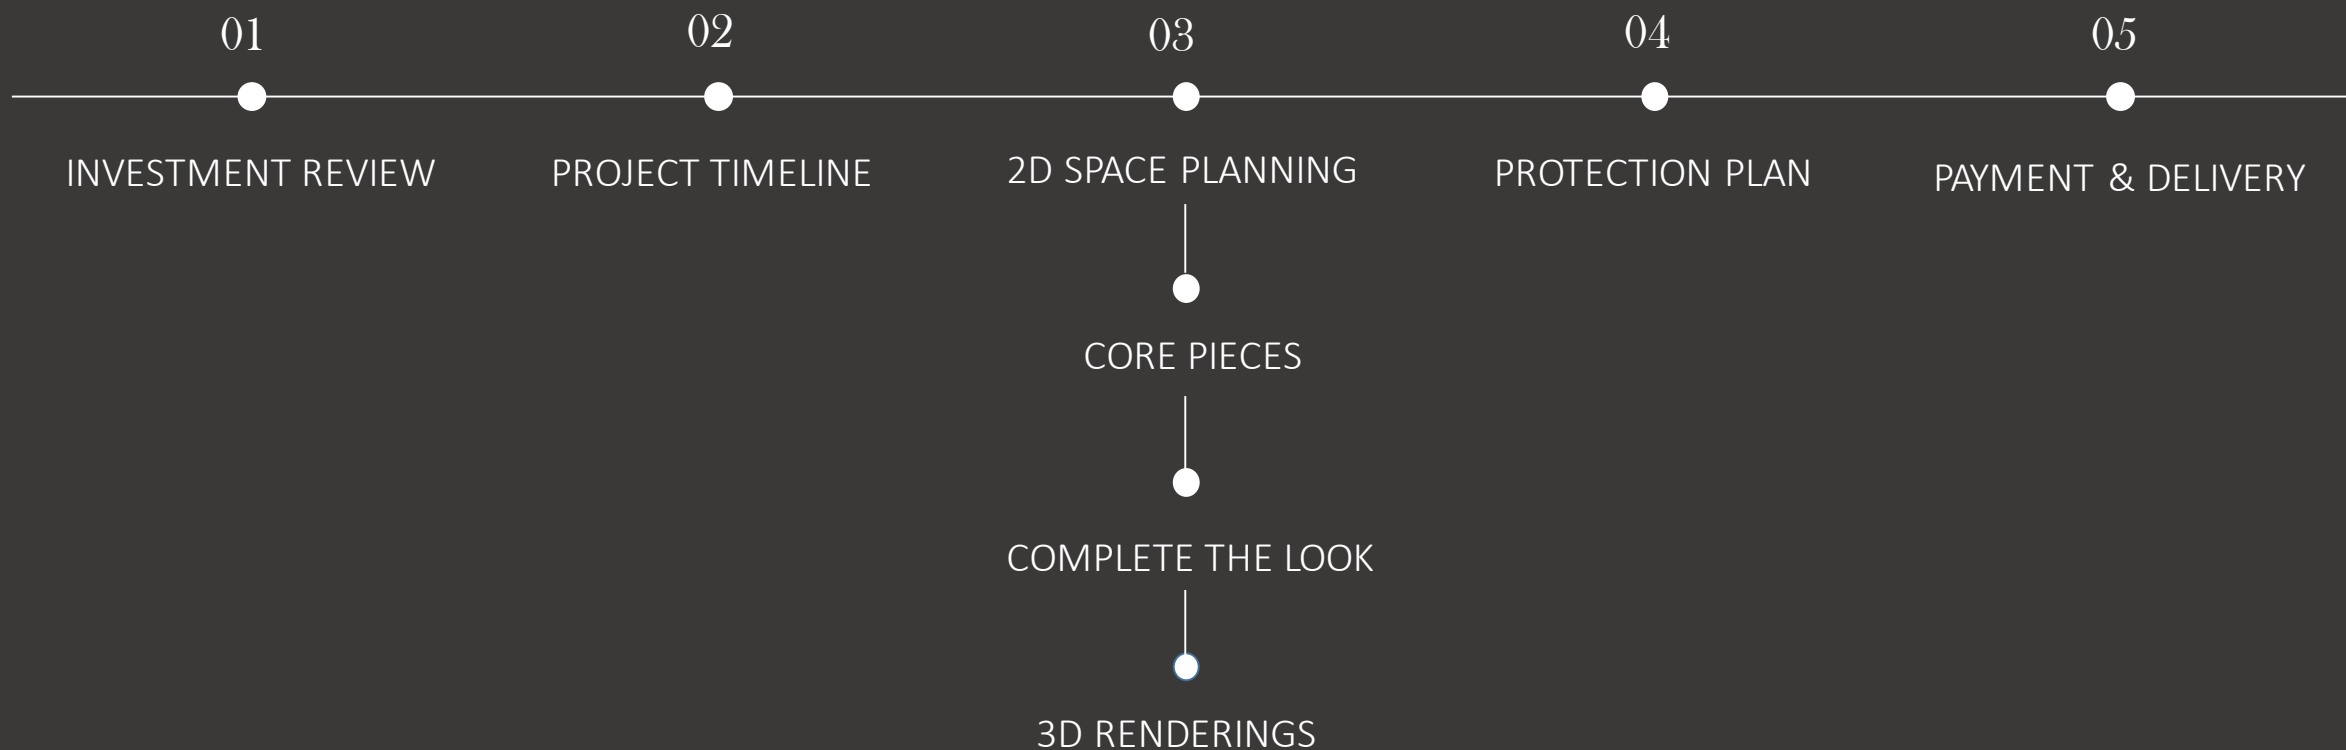 01
INVESTMENT REVIEW
02
PROJECT TIMELINE
03
2D SPACE PLANNING
CORE PIECES
COMPLETE THE LOOK
3D RENDERINGS
04
PROTECTION PLAN
05
PAYMENT & DELIVERY